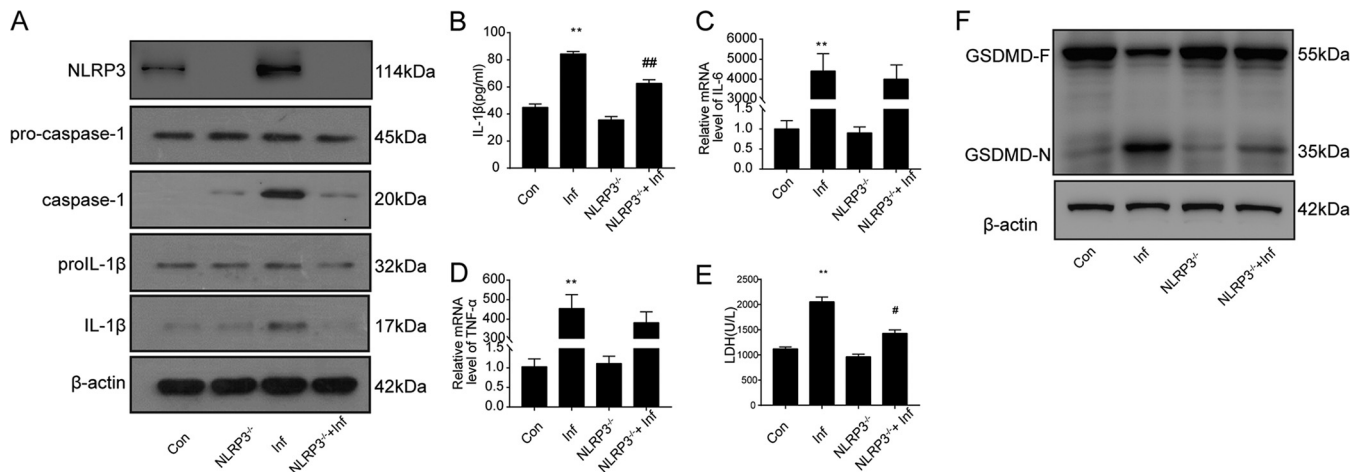 A
NLRP3
114kDa
pro-caspase-1
45kDa
caspase-1
20kDa
proIL-1β
32kDa
IL-1β
17kDa
β-actin
42kDa
Con
NLRP3-/-
Inf
NLRP3-/-+Inf
B
IL-1β(pg/ml)
100
80
60
40
20
0
**
##
Con
Inf
NLRP3-/-
NLRP3-/-+ Inf
C
Relative mRNA
level of IL-6
6000
5000
4000
3000
1.5
1.0
0.5
0.0
**
Con
Inf
NLRP3-/-
NLRP3-/-+ Inf
D
Relative mRNA
level of TNF-α
600
500
400
300
1.5
1.0
0.5
0.0
**
Con
Inf
NLRP3-/-
NLRP3-/-+ Inf
E
LDH(U/L)
2500
2000
1500
1000
500
0
**
#
Con
Inf
NLRP3-/-
NLRP3-/-+ Inf
F
GSDMD-F
55kDa
GSDMD-N
35kDa
β-actin
42kDa
Con
Inf
NLRP3-/-
NLRP3-/-+Inf